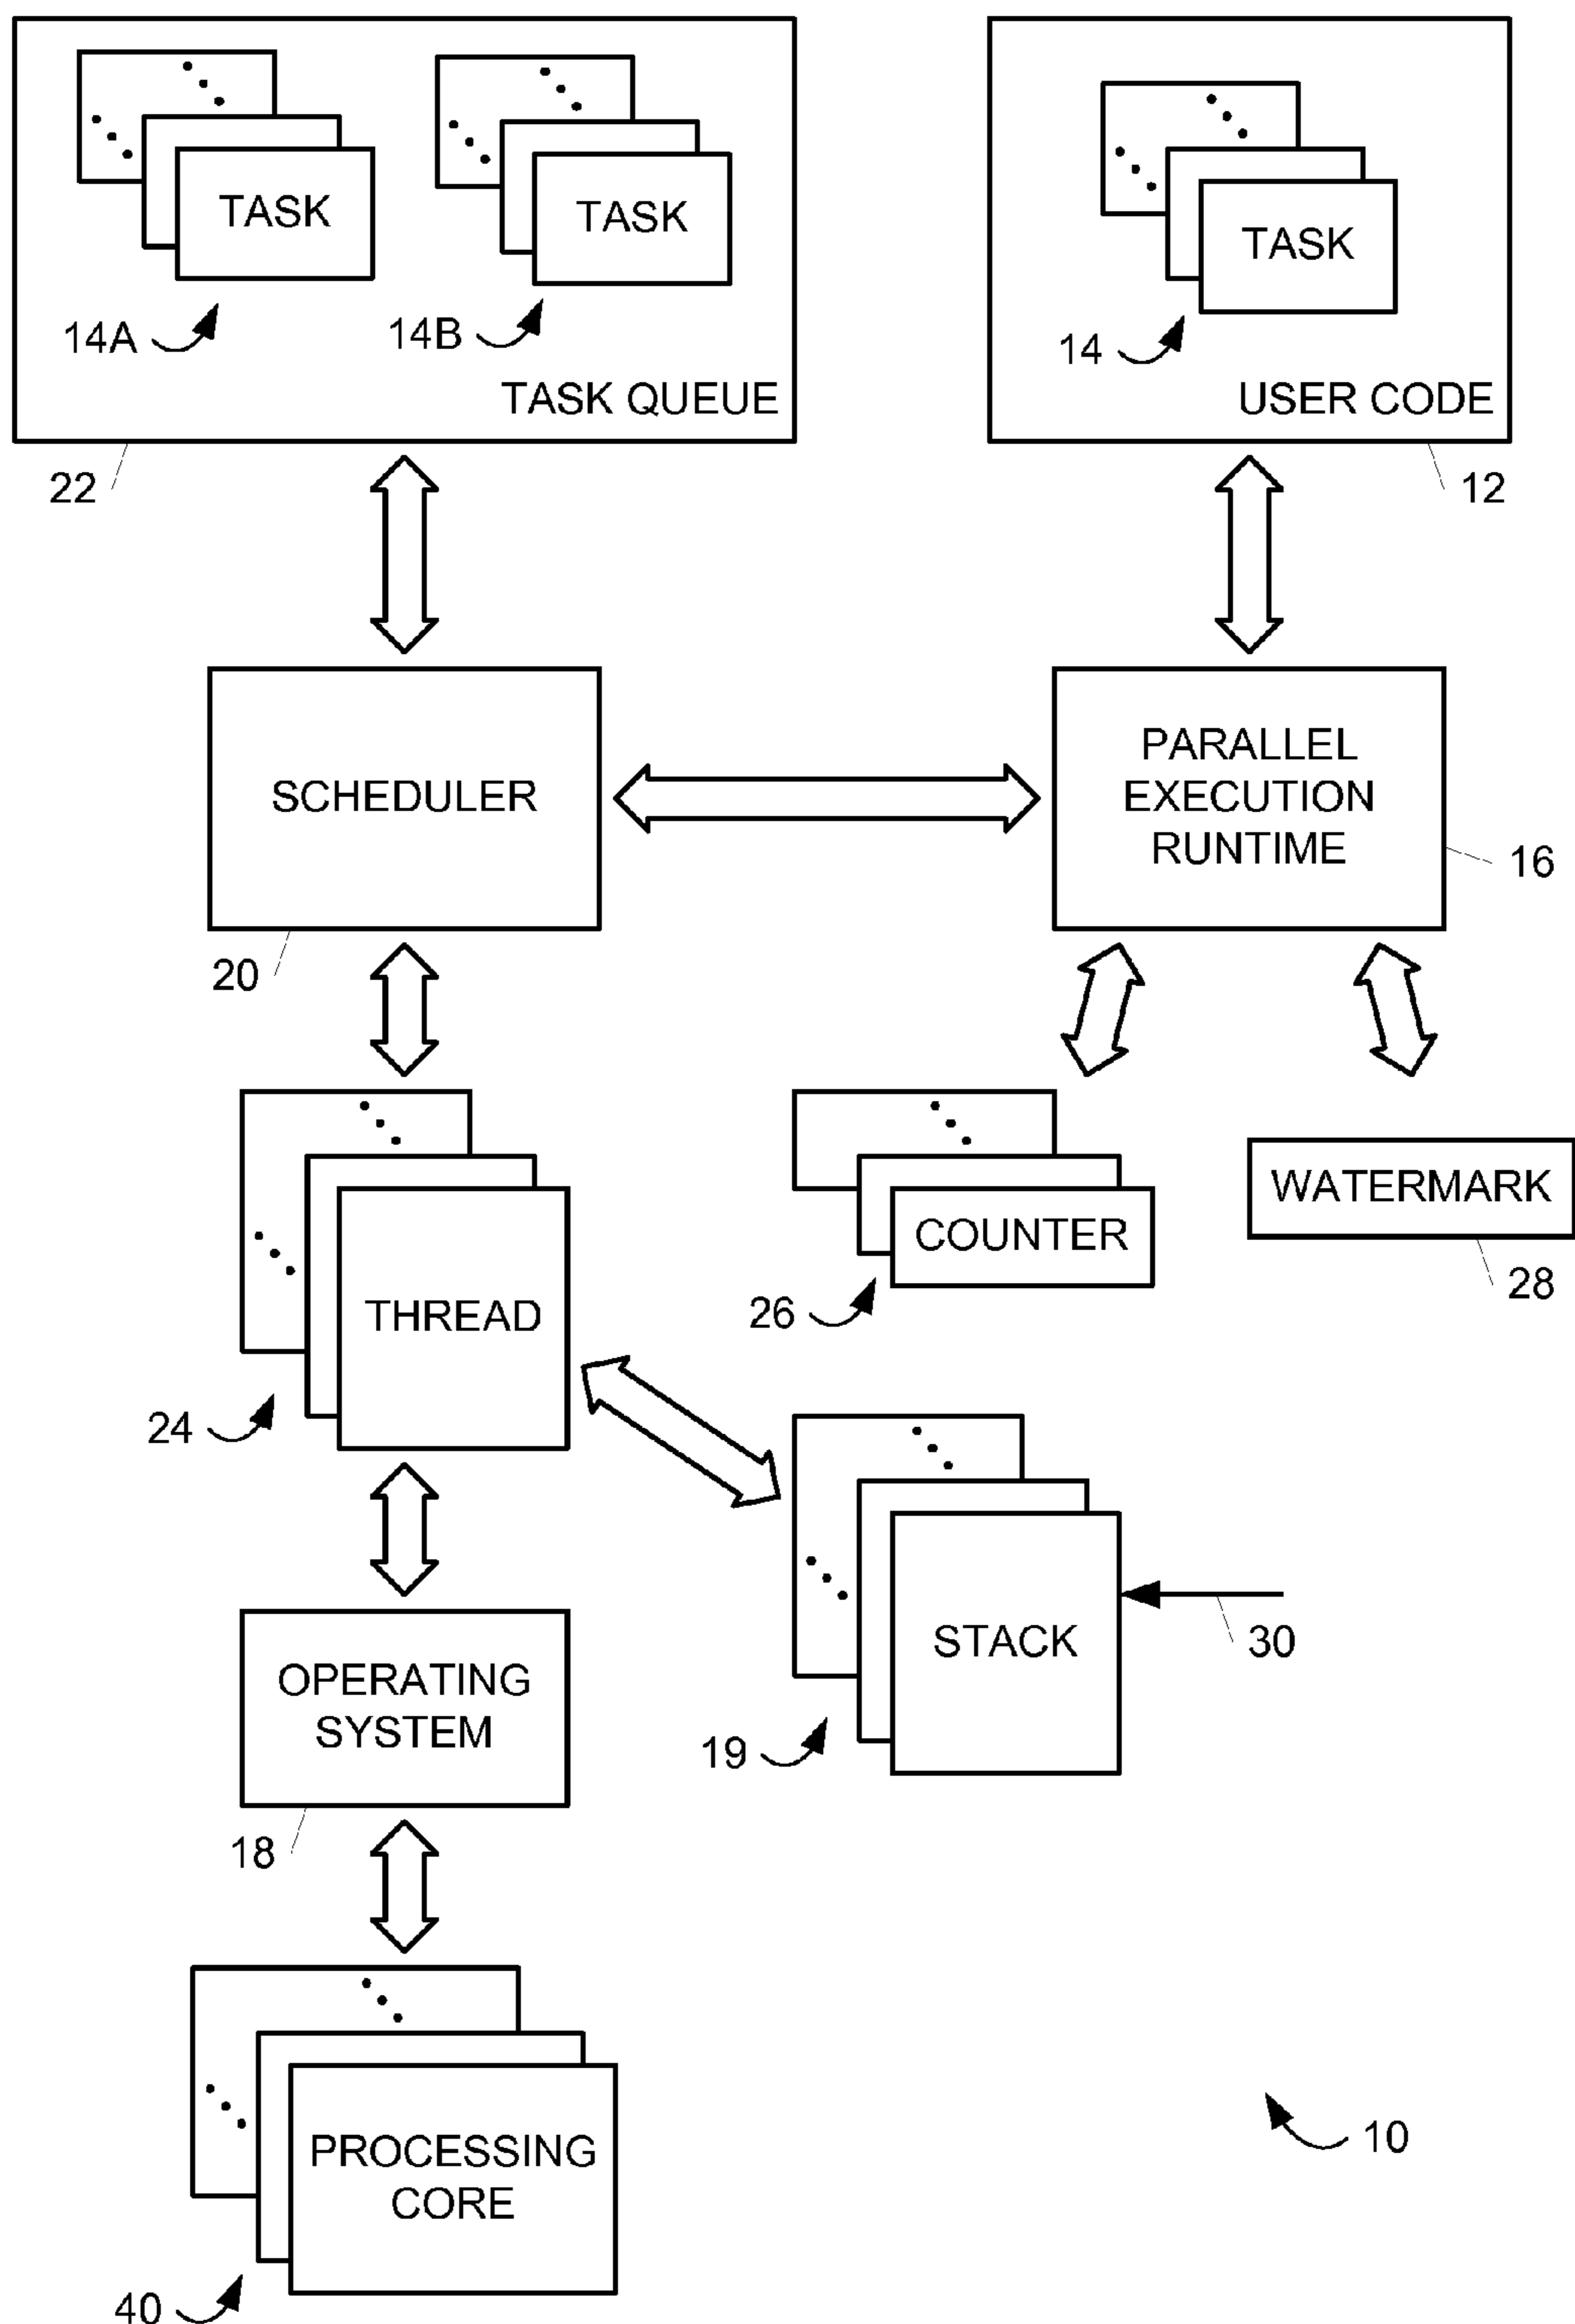 TASK
TASK
14A
14B
TASK QUEUE
22
TASK
14
USER CODE
12
SCHEDULER
20
PARALLEL
EXECUTION
RUNTIME
16
THREAD
24
COUNTER
26
WATERMARK
28
STACK
30
19
OPERATING
SYSTEM
18
PROCESSING
CORE
40
10